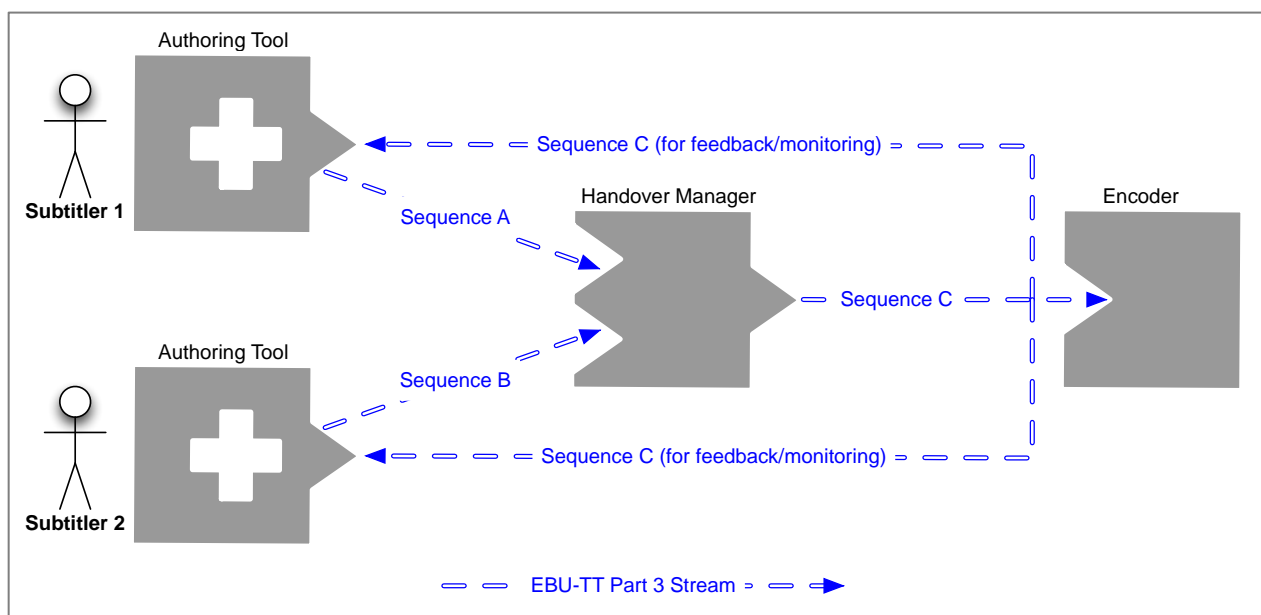 Authoring Tool
Subtitler 1
Sequence C (for feedback/monitoring)
Sequence A
Handover Manager
Encoder
Sequence C
Authoring Tool
Sequence B
Subtitler 2
Sequence C (for feedback/monitoring)
EBU-TT Part 3 Stream